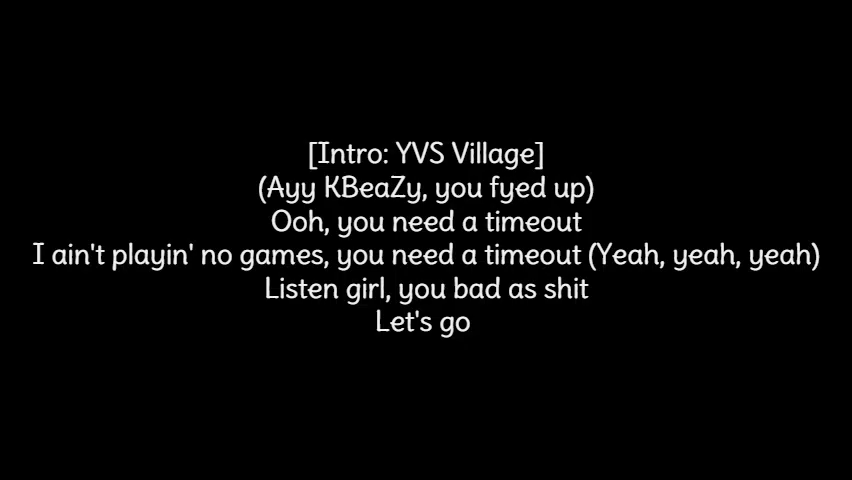 [Intro: YVS Village]
(Ayy KBeaZy, you fyed up)
Ooh, you need a timeout
I ain't playin' no games, you need a timeout (Yeah, yeah, yeah)
Listen girl, you bad as shit
Let's go